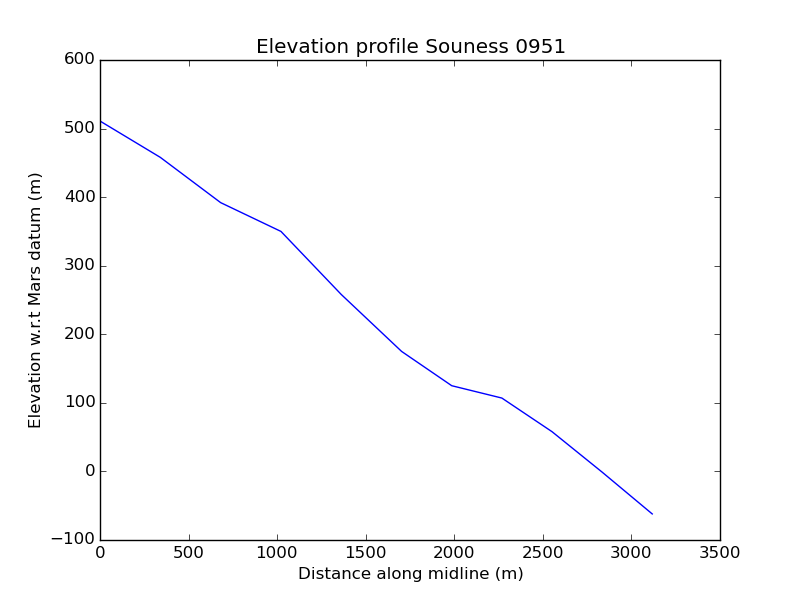 Elevation profile Souness 0951
600
500
400
300
200
100
0
−100
Elevation w.r.t Mars datum (m)
0 500 1000 1500 2000 2500 3000 3500
Distance along midline (m)